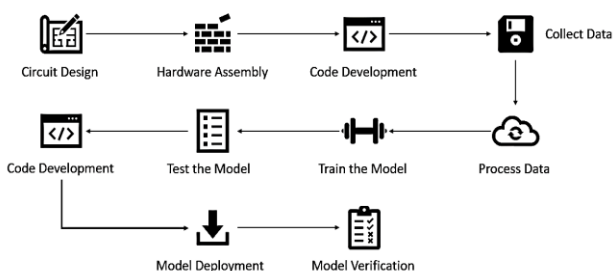 Circuit Design
Hardware Assembly
Code Development
Collect Data
Code Development
Test the Model
Train the Model
Process Data
Model Deployment
Model Verification